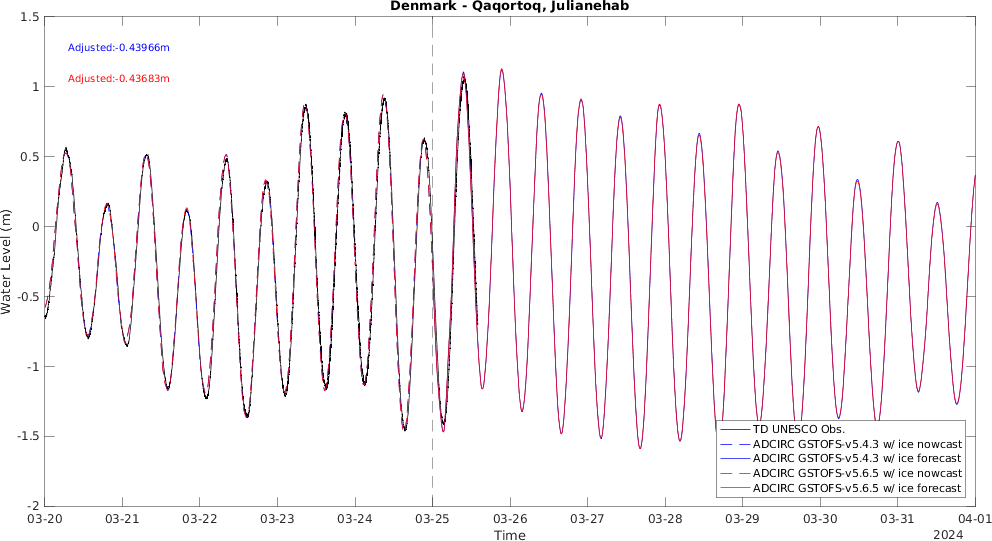 Denmark - Qaqortoq, Julianehab
Adjusted:-0.43966m
Adjusted:-0.43683m
Water Level (m)
1.5
1
0.5
0
-0.5
-1
-1.5
-2
TD UNESCO Obs.
ADCIRC GSTOFS-v5.4.3 w/ ice nowcast
ADCIRC GSTOFS-v5.4.3 w/ ice forecast
ADCIRC GSTOFS-v5.6.5 w/ ice nowcast
ADCIRC GSTOFS-v5.6.5 w/ ice forecast
03-20 03-21 03-22 03-23 03-24 03-25 03-26 03-27 03-28 03-29 03-30 03-31 04-01
Time
2024